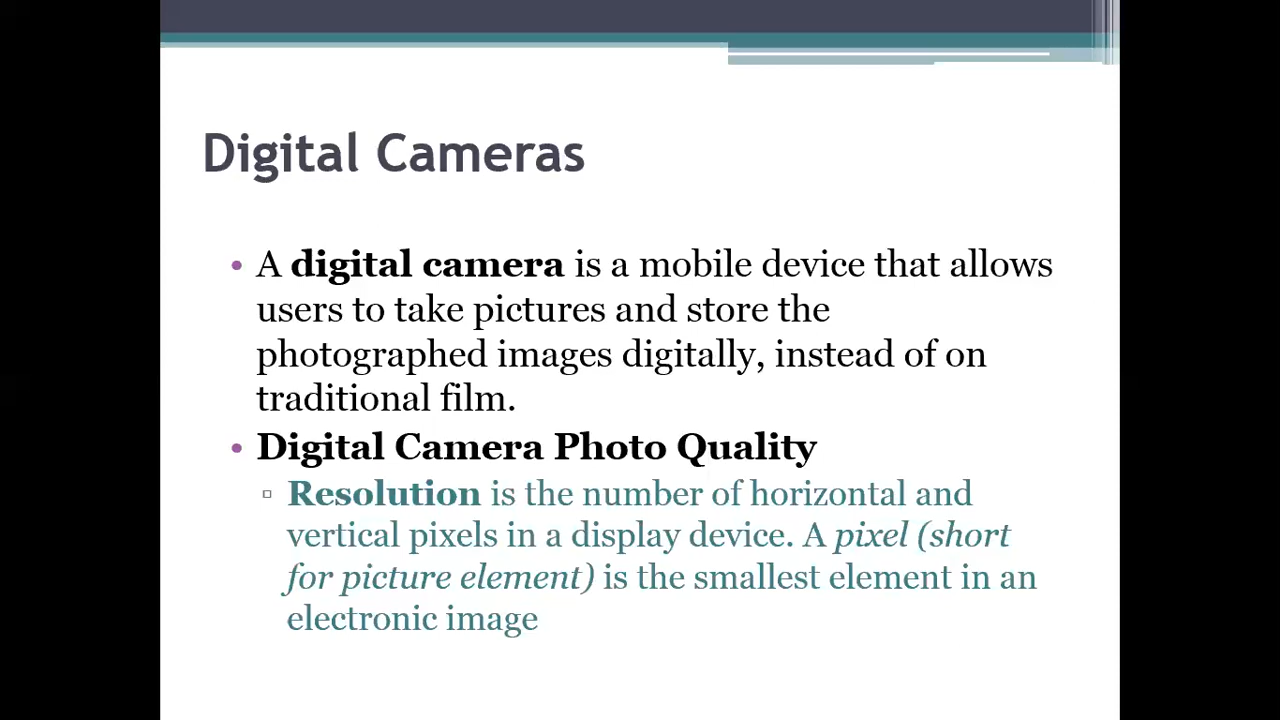 Digital Cameras
• A digital camera is a mobile device that allows
users to take pictures and store the
photographed images digitally, instead of on
traditional film.
• Digital Camera Photo Quality
▫ Resolution is the number of horizontal and
vertical pixels in a display device. A pixel (short
for picture element) is the smallest element in an
electronic image